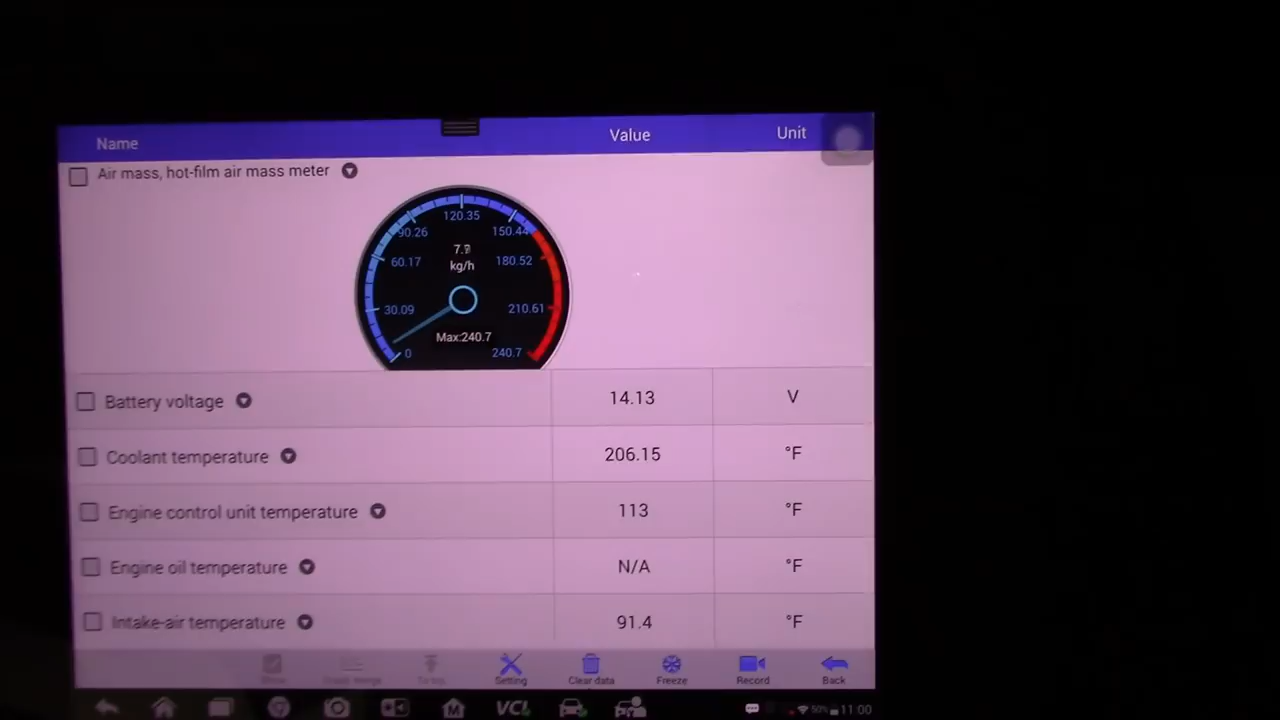 Name Value Unit
Air mass, hot-film air mass meter
120.35
90.26 150.44
60.17 180.52
kg/h
30.09 210.61
Max:240.7
0 240.7
Battery voltage 14.13 V
Coolant temperature 206.15 °F
Engine control unit temperature 113 °F
Engine oil temperature N/A °F
Intake-air temperature 91.4 °F
Setting Clear data Freeze Record Back
VCI 50% 11:00